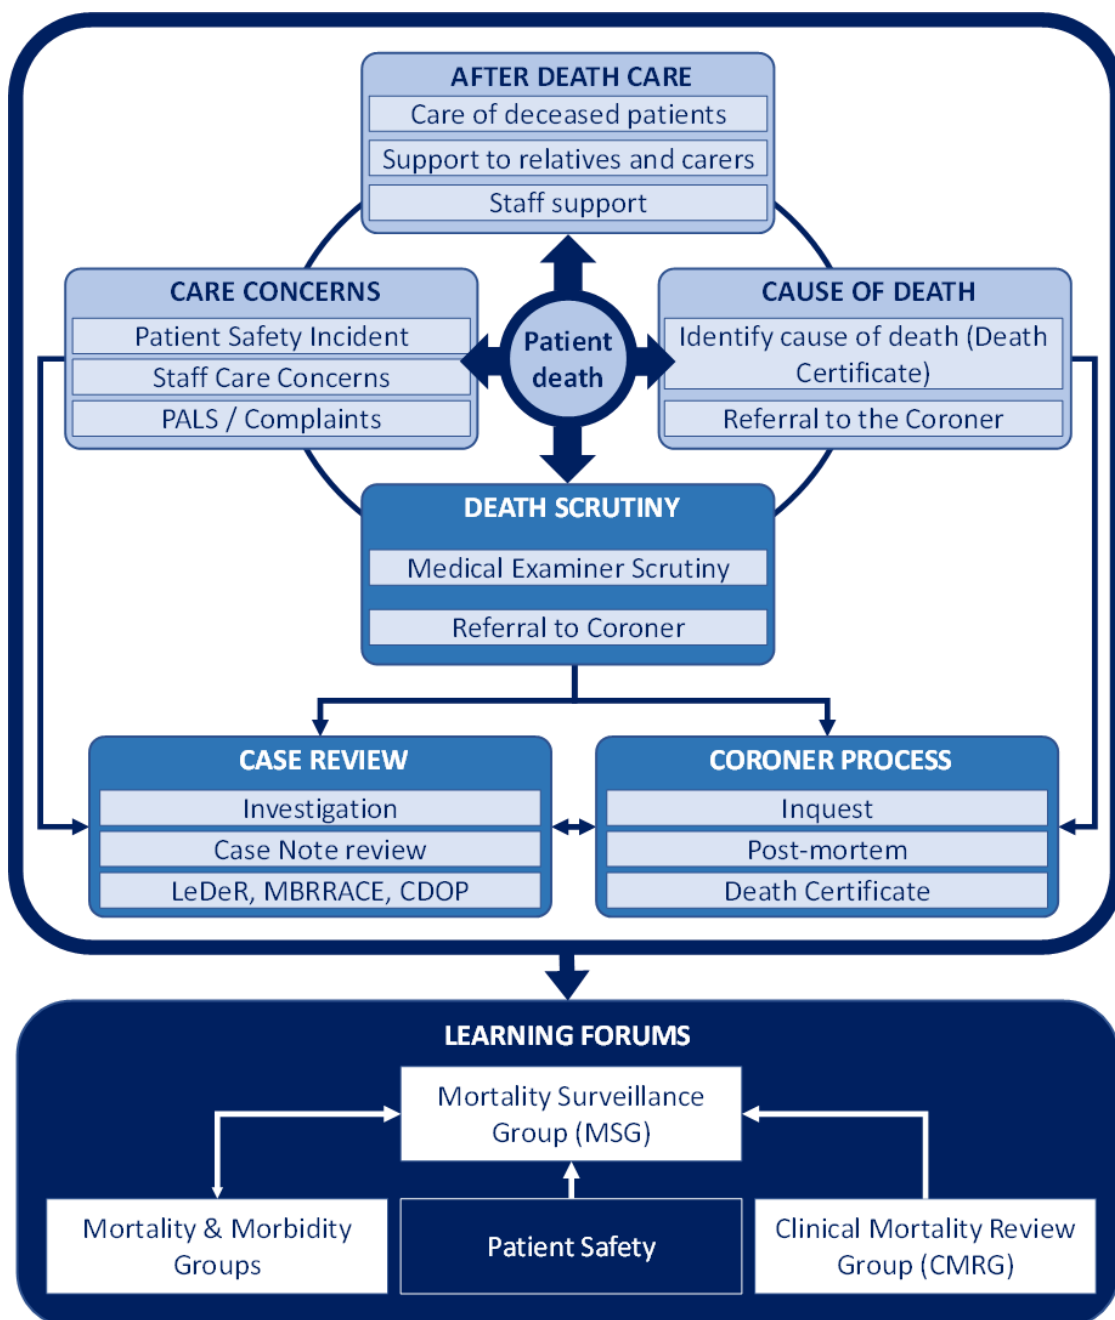 AFTER DEATH CARE
Care of deceased patients
Support to relatives and carers
Staff support
CARE CONCERNS
Patient Safety Incident
Staff Care Concerns
PALS / Complaints
Patient
death
CAUSE OF DEATH
Identify cause of death (Death
Certificate)
Referral to the Coroner
DEATH SCRUTINY
Medical Examiner Scrutiny
Referral to Coroner
CASE REVIEW
Investigation
Case Note review
LeDeR, MBRRACE, CDOP
CORONER PROCESS
Inquest
Post-mortem
Death Certificate
LEARNING FORUMS
Mortality Surveillance
Group (MSG)
Mortality & Morbidity
Groups
Patient Safety
Clinical Mortality Review
Group (CMRG)